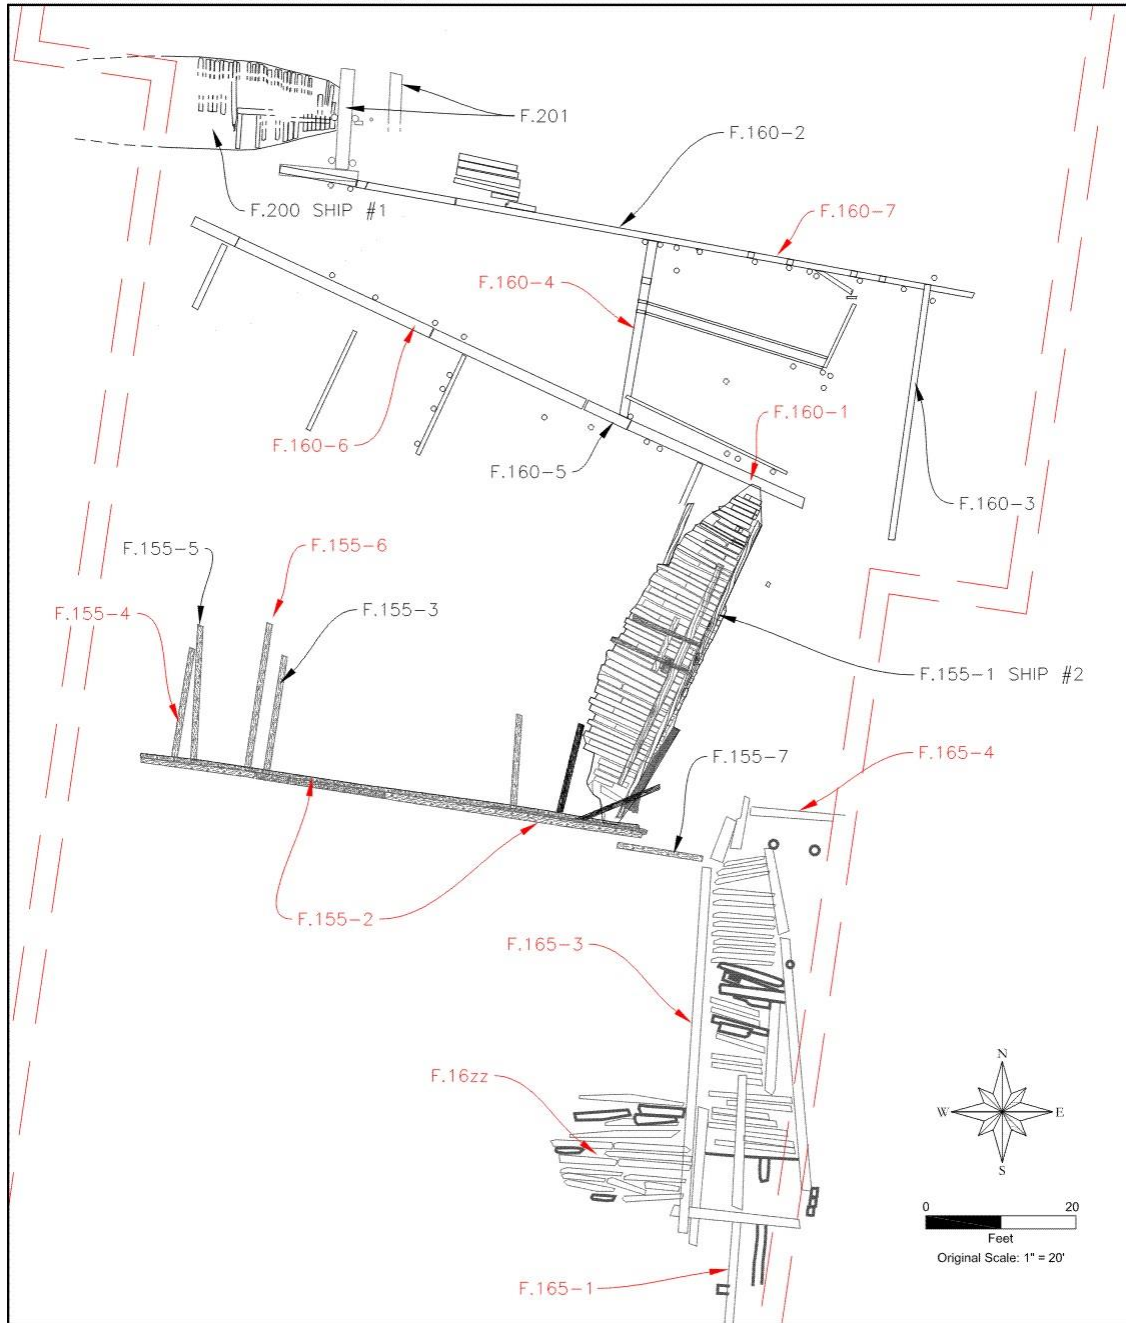 F.201
F.160-2
F.200 SHIP #1
F.160-7
F.160-4
F.160-1
F.160-6
F.160-5
F.160-3
F.155-5
F.155-6
F.155-4
F.155-3
F.155-1 SHIP #2
F.155-7
F.165-4
F.155-2
F.165-3
F.16zz
N
W E
S
0 20
Feet
Original Scale: 1" = 20'
F.165-1